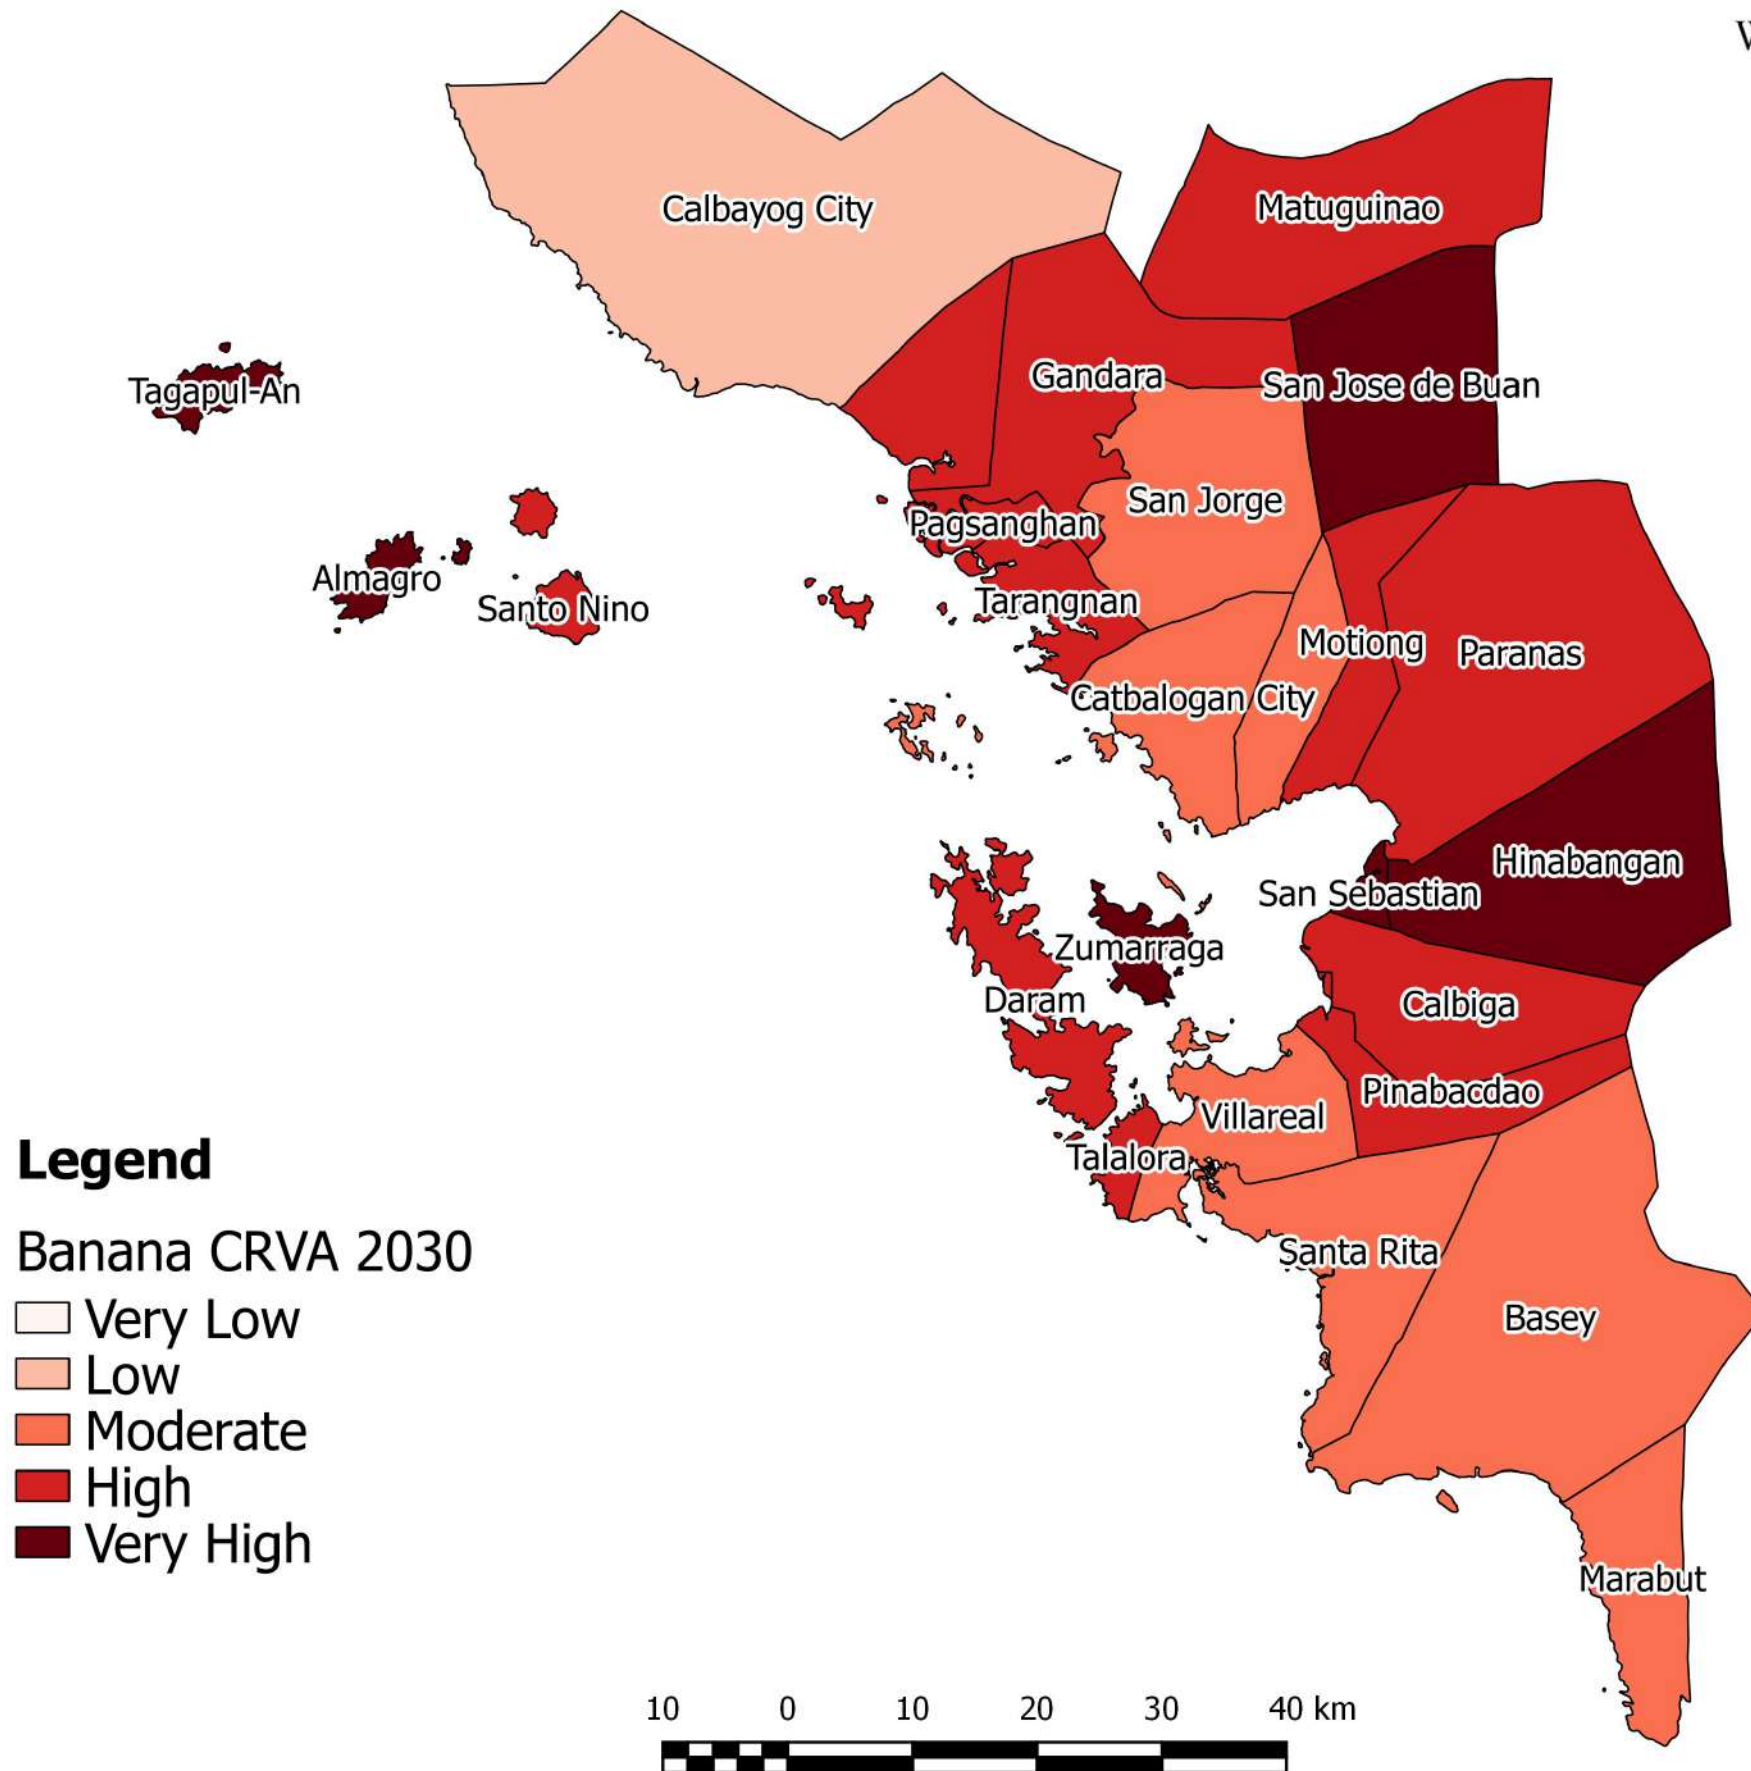 Calbayog City
Matuguinao
Gandara
San Jose de Buan
Tagapul-An
San Jorge
Pagsanghan
Almagro
Santo Nino
Tarangnan
Motiong
Paranas
Catbalogan City
Hinabangan
San Sebastian
Zumarraga
Daram
Calbiga
Pinabacdao
Villareal
Talalora
Santa Rita
Basey
Marabut
Legend
Banana CRVA 2030
Very Low
Low
Moderate
High
Very High
10 0 10 20 30 40 km